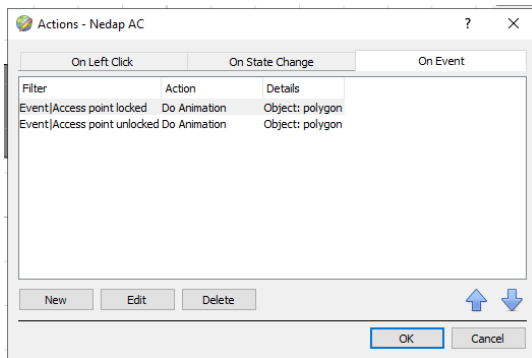 Actions - Nedap AC
?
On Left Click On State Change On Event
Filter Action Details
Event|Access point locked Do Animation Object: polygon
Event|Access point unlocked Do Animation Object: polygon
New Edit Delete
OK Cancel